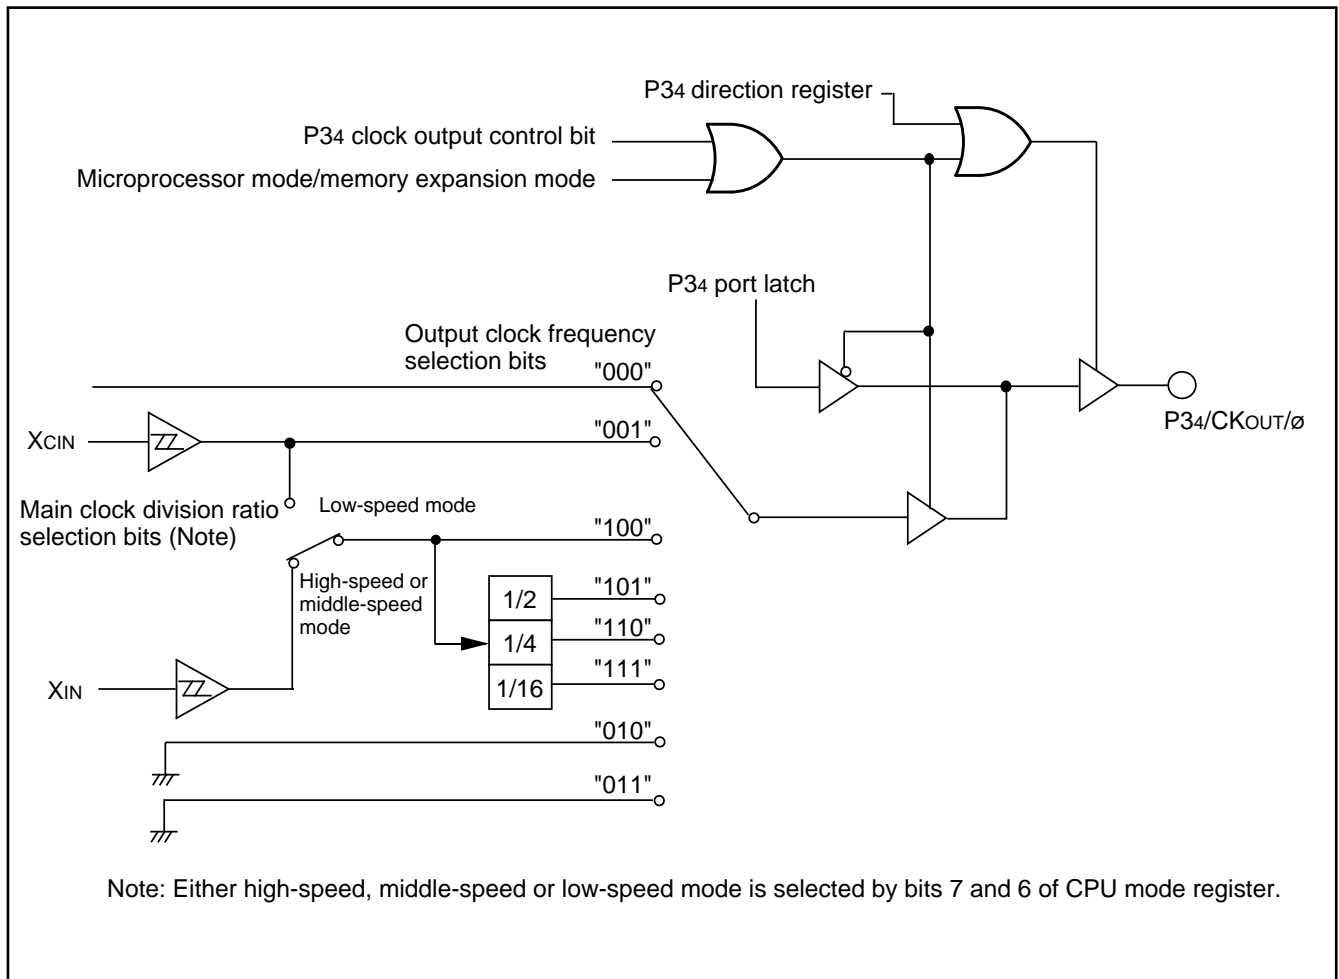 P34 direction register
P34 clock output control bit
Microprocessor mode/memory expansion mode
P34 port latch
Output clock frequency
selection bits
"000"
P34/CKOUT/ø
XCIN
"001"
Main clock division ratio
selection bits (Note)
Low-speed mode
"100"
High-speed or
middle-speed
mode
1/2
"101"
1/4
"110"
1/16
"111"
XIN
"010"
"011"
Note: Either high-speed, middle-speed or low-speed mode is selected by bits 7 and 6 of CPU mode register.